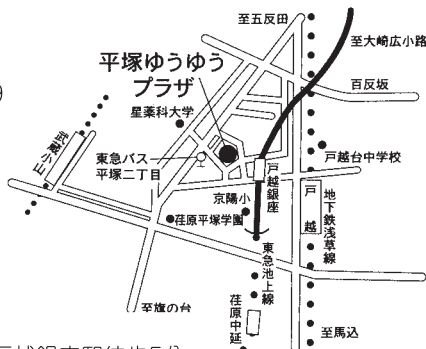 至五反田
至大崎広小路
平塚ゆうゆう
プラザ
百反坂
星薬科大学
武蔵小山
東急バス
平塚二丁目
戸越台中学校
戸越銀座
戸越
京陽小
地下鉄浅草線
荏原平塚学園
東急池上線
至旗の台
荏原中延
至馬込